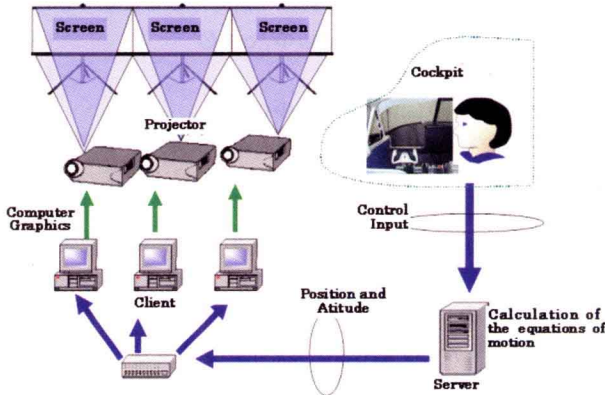 Screen Screen Screen
Cockpit
Projector
Computer
Graphics
Control
Input
Client
Position and
Atitude
Calculation of
the equations of
motion
Server